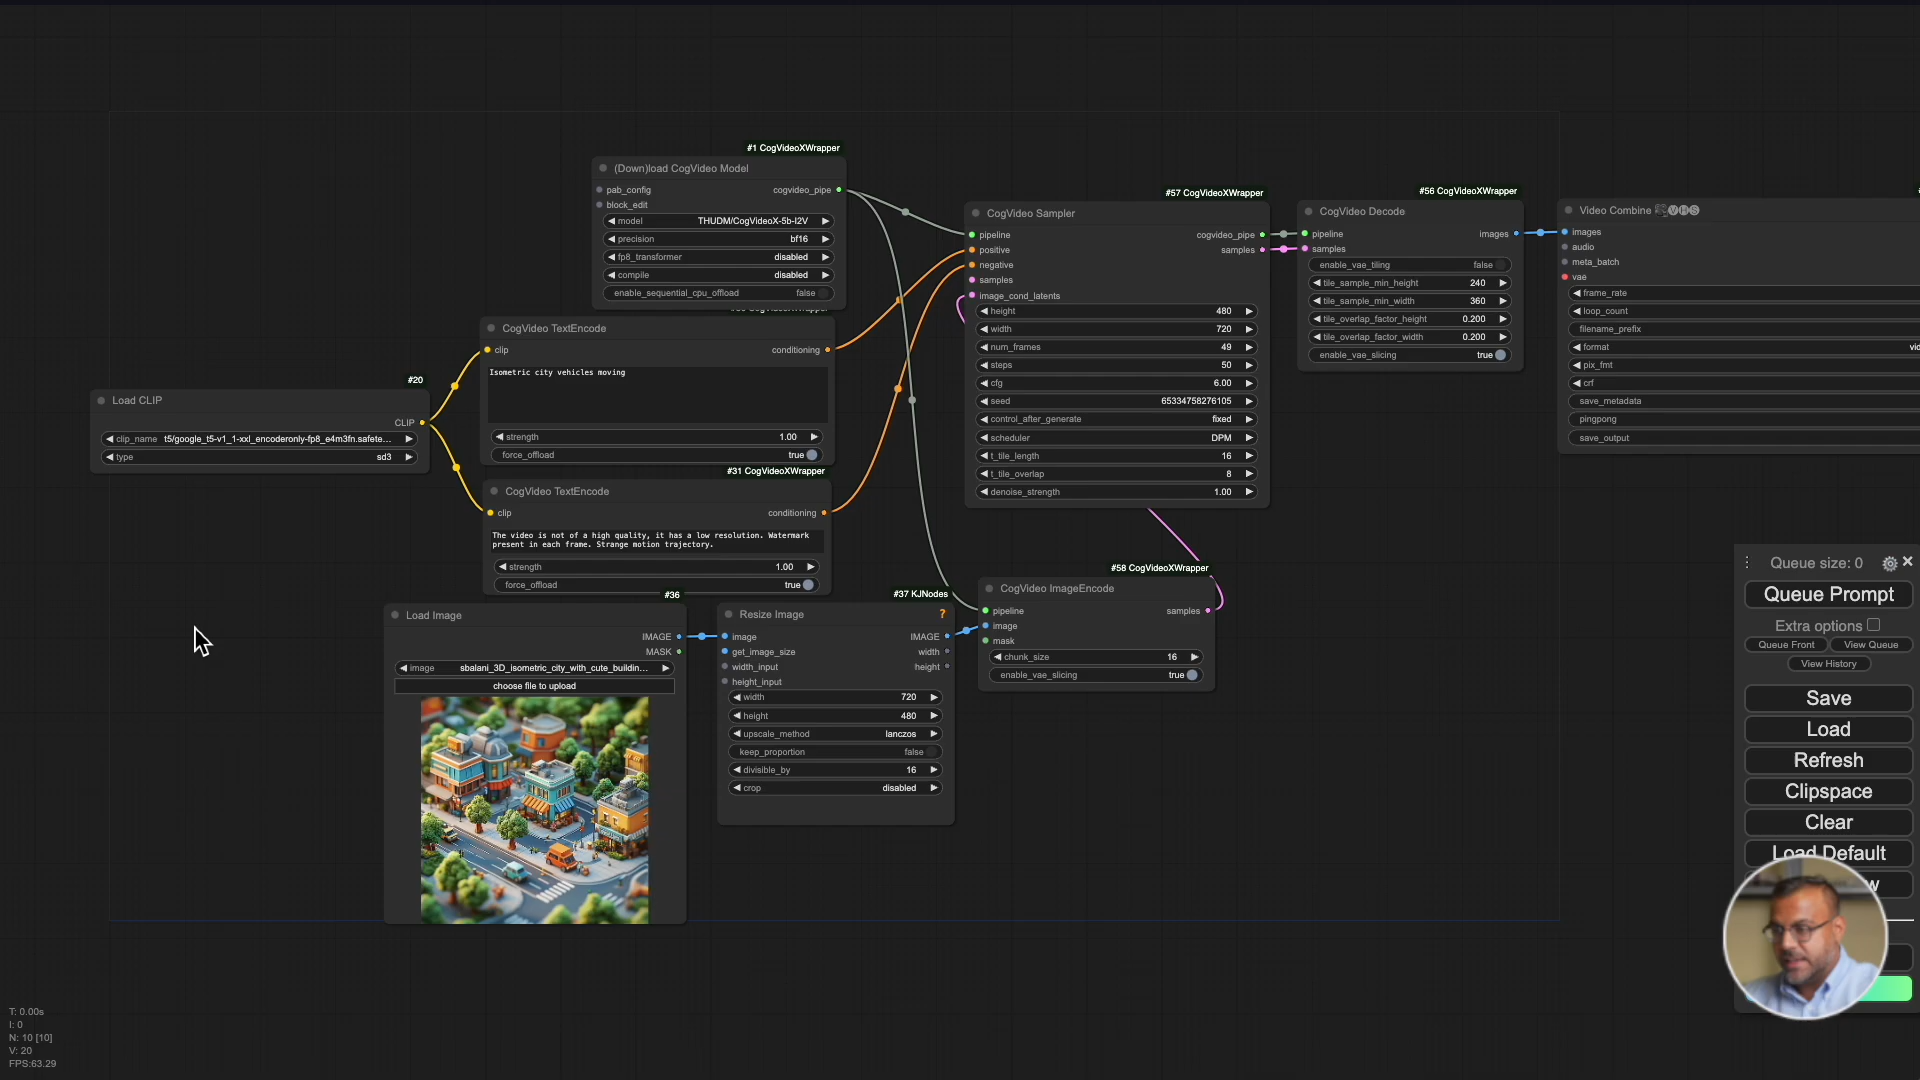 #1 CogVideoXWrapper
(Down)load CogVideo Model
pab_config
cogvideo_pipe
block_edit
model THUDM/CogVideoX-5b-I2V
precision bf16
fp8_transformer disabled
compile disabled
enable_sequential_cpu_offload false
CogVideo TextEncode
clip
conditioning
Isometric city vehicles moving
strength 1.00
force_offload true
#31 CogVideoXWrapper
CogVideo TextEncode
clip
conditioning
The video is not of a high quality, it has a low resolution. Watermark
present in each frame. Strange motion trajectory.
strength 1.00
force_offload true
#20
Load CLIP
CLIP
clip_name t5/google_t5-v1_1-xxl_encoderonly-fp8_e4m3fn.safete...
type sd3
#36
Load Image
IMAGE
MASK
image sbalani_3D_isometric_city_with_cute_buildin...
choose file to upload
#37 KJNodes
Resize Image ?
image IMAGE
get_image_size width
width_input height
height_input
width 720
height 480
upscale_method lanczos
keep_proportion false
divisible_by 16
crop disabled
#57 CogVideoXWrapper
CogVideo Sampler
pipeline cogvideo_pipe
positive samples
negative
samples
image_cond_latents
height 480
width 720
num_frames 49
steps 50
cfg 6.00
seed 65334758276105
control_after_generate fixed
scheduler DPM
t_tile_length 16
t_tile_overlap 8
denoise_strength 1.00
#58 CogVideoXWrapper
CogVideo ImageEncode
pipeline samples
image
mask
chunk_size 16
enable_vae_slicing true
#56 CogVideoXWrapper
CogVideo Decode
pipeline images
samples
enable_vae_tiling false
tile_sample_min_height 240
tile_sample_min_width 360
tile_overlap_factor_height 0.200
tile_overlap_factor_width 0.200
enable_vae_slicing true
Video Combine
images
audio
meta_batch
vae
frame_rate
loop_count
filename_prefix
format
pix_fmt
crf
save_metadata
pingpong
save_output
Queue size: 0
Queue Prompt
Extra options
Queue Front View Queue
View History
Save
Load
Refresh
Clipspace
Clear
Load Default
T: 0.00s
I: 0
N: 10 [10]
V: 20
FPS:63.29